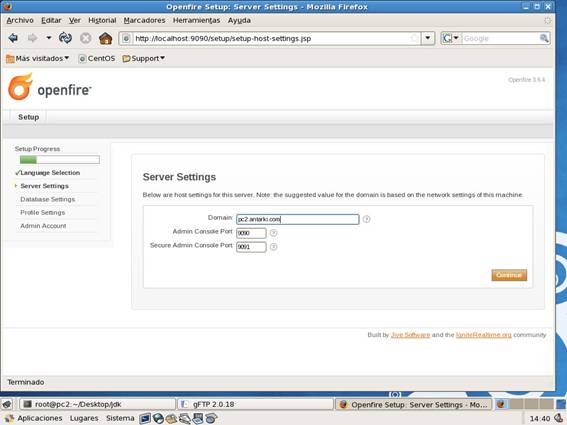 Openfire Setup: Server Settings - Mozilla Firefox
Archivo Editar Ver Historial Marcadores Herramientas Ayuda
http://localhost:9090/setup/setup-host-settings.jsp
Google
Más visitados CentOS Support
openfire
Openfire 3.6.4
Setup
Setup Progress
Language Selection
Server Settings
Database Settings
Profile Settings
Admin Account
Server Settings
Below are host settings for this server. Note: the suggested value for the domain is based on the network settings of this machine.
Domain: pc2.antarki.com
Admin Console Port: 9090
Secure Admin Console Port: 9091
Continue
Built by Jive Software and the IgniteRealtime.org community
Terminado
root@pc2:~/Desktop/jdk
gFTP 2.0.18
Openfire Setup: Server Settings - Mo...
Aplicaciones Lugares Sistema
14:40